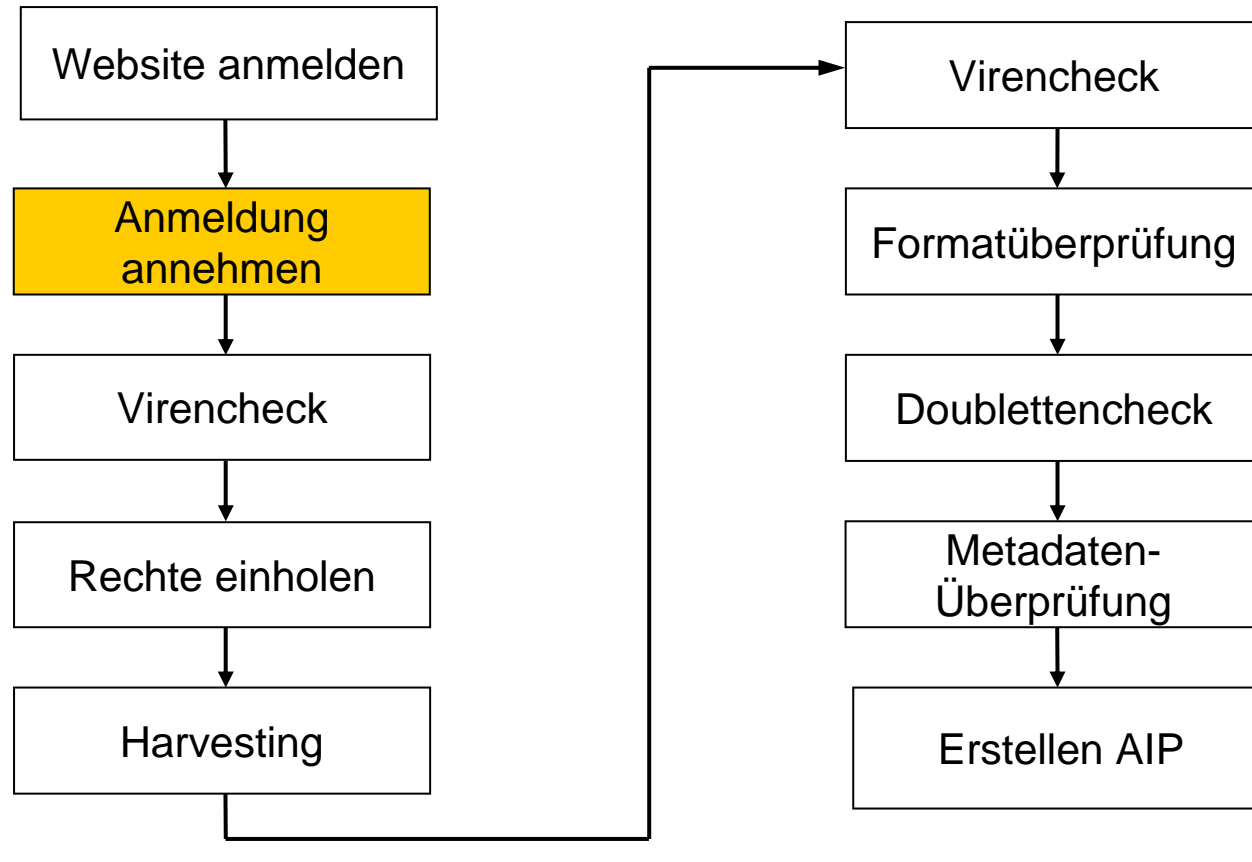 Website anmelden
Anmeldung
annehmen
Virencheck
Rechte einholen
Harvesting
Virencheck
Formatüberprüfung
Doublettencheck
Metadaten-
Überprüfung
Erstellen AIP